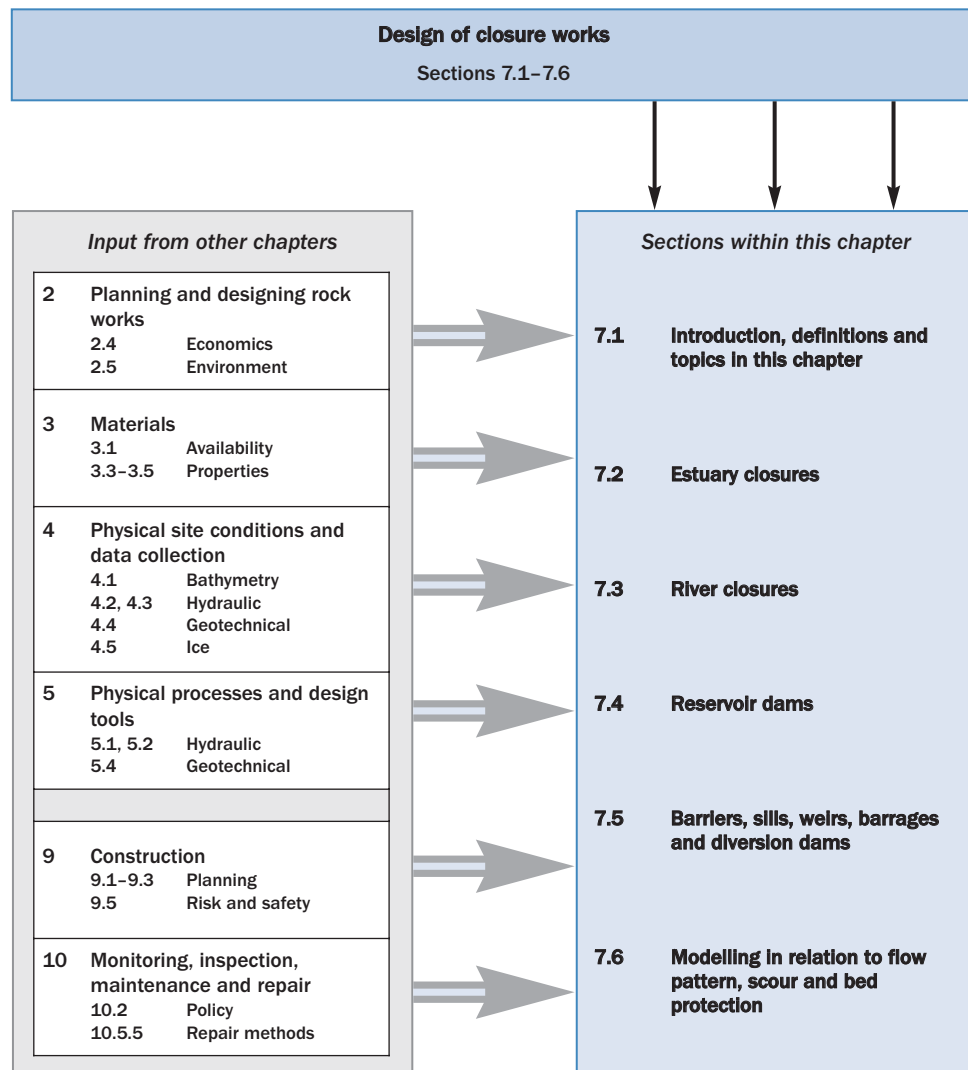 Design of closure works
Sections 7.1–7.6
Input from other chapters
2 Planning and designing rock
works
2.4 Economics
2.5 Environment
3 Materials
3.1 Availability
3.3–3.5 Properties
4 Physical site conditions and
data collection
4.1 Bathymetry
4.2, 4.3 Hydraulic
4.4 Geotechnical
4.5 Ice
5 Physical processes and design
tools
5.1, 5.2 Hydraulic
5.4 Geotechnical
9 Construction
9.1–9.3 Planning
9.5 Risk and safety
10 Monitoring, inspection,
maintenance and repair
10.2 Policy
10.5.5 Repair methods
Sections within this chapter
7.1 Introduction, definitions and
topics in this chapter
7.2 Estuary closures
7.3 River closures
7.4 Reservoir dams
7.5 Barriers, sills, weirs, barrages
and diversion dams
7.6 Modelling in relation to flow
pattern, scour and bed
protection